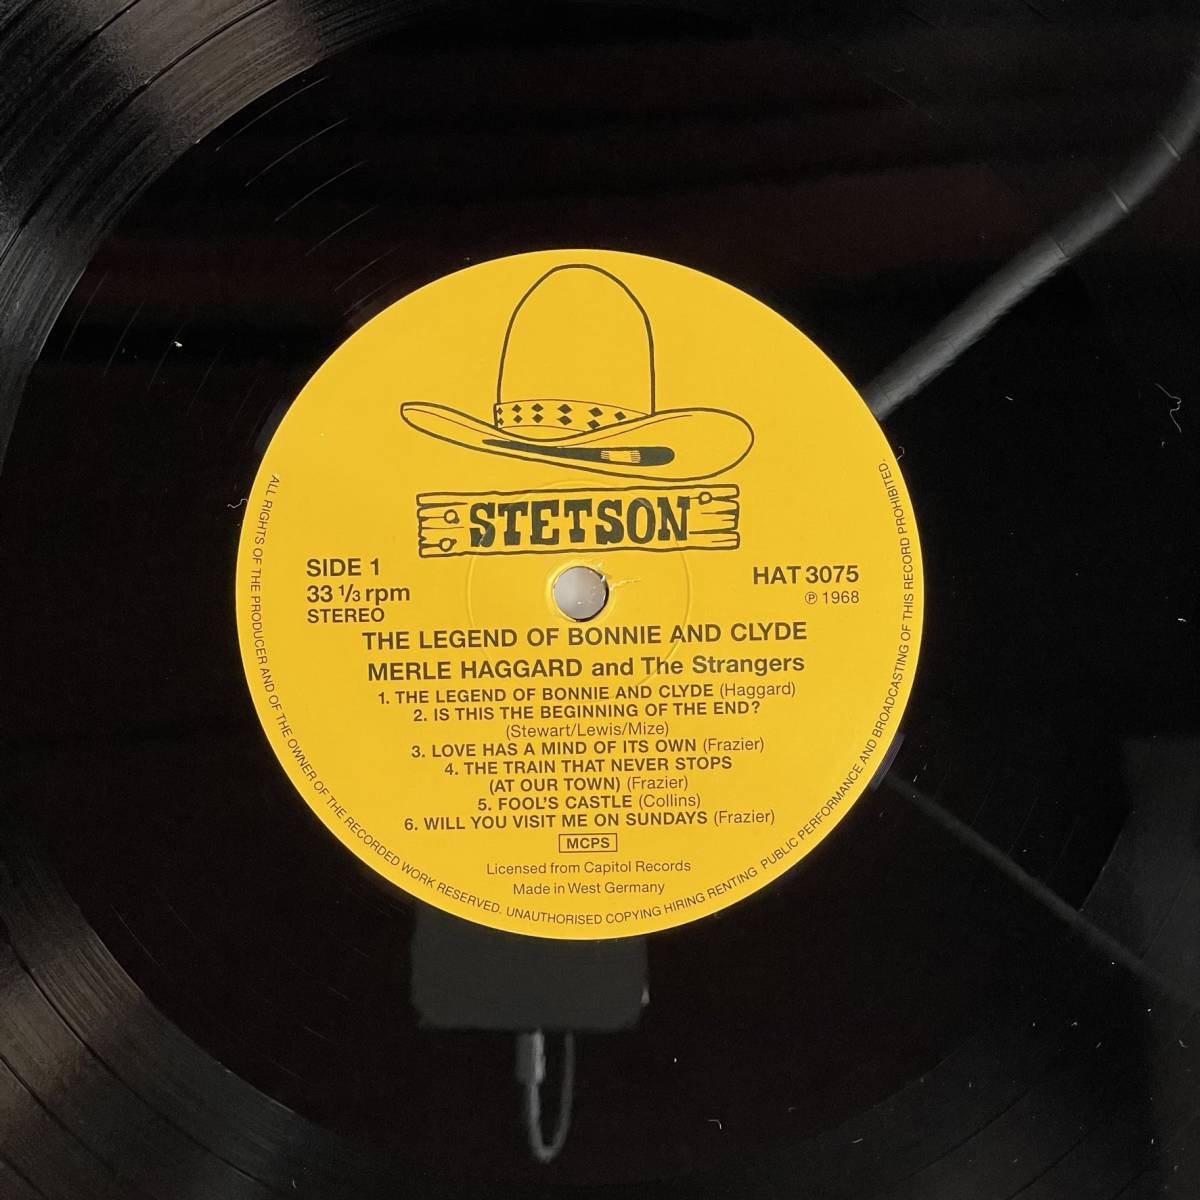 STETSON
SIDE 1
33 1/3 rpm
STEREO
HAT 3075
℗ 1968
THE LEGEND OF BONNIE AND CLYDE
MERLE HAGGARD and The Strangers
1. THE LEGEND OF BONNIE AND CLYDE (Haggard)
2. IS THIS THE BEGINNING OF THE END?
(Stewart/Lewis/Mize)
3. LOVE HAS A MIND OF ITS OWN (Frazier)
4. THE TRAIN THAT NEVER STOPS
(AT OUR TOWN) (Frazier)
5. FOOL'S CASTLE (Collins)
6. WILL YOU VISIT ME ON SUNDAYS (Frazier)
MCPS
Licensed from Capitol Records
Made in West Germany
ALL RIGHTS OF THE PRODUCER AND OF THE OWNER OF THE RECORDED WORK RESERVED. UNAUTHORISED COPYING HIRING RENTING PUBLIC PERFORMANCE AND BROADCASTING OF THIS RECORD PROHIBITED.